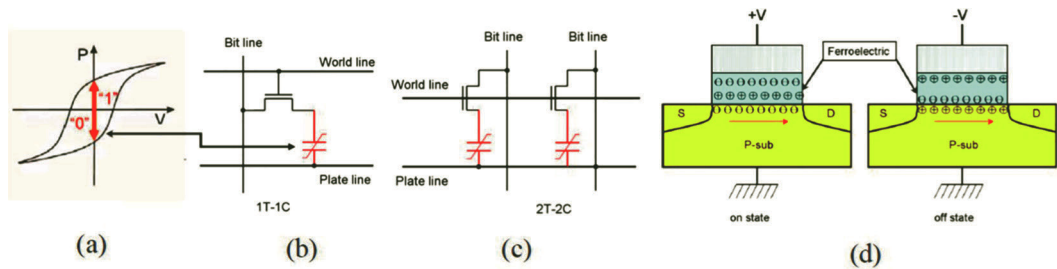 P
"1"
"0"
V
(a)
Bit line
World line
Plate line
1T-1C
(b)
Bit line
Bit line
World line
Plate line
2T-2C
(c)
+V
-V
Ferroelectric
S
D
P-sub
on state
S
D
P-sub
off state
(d)